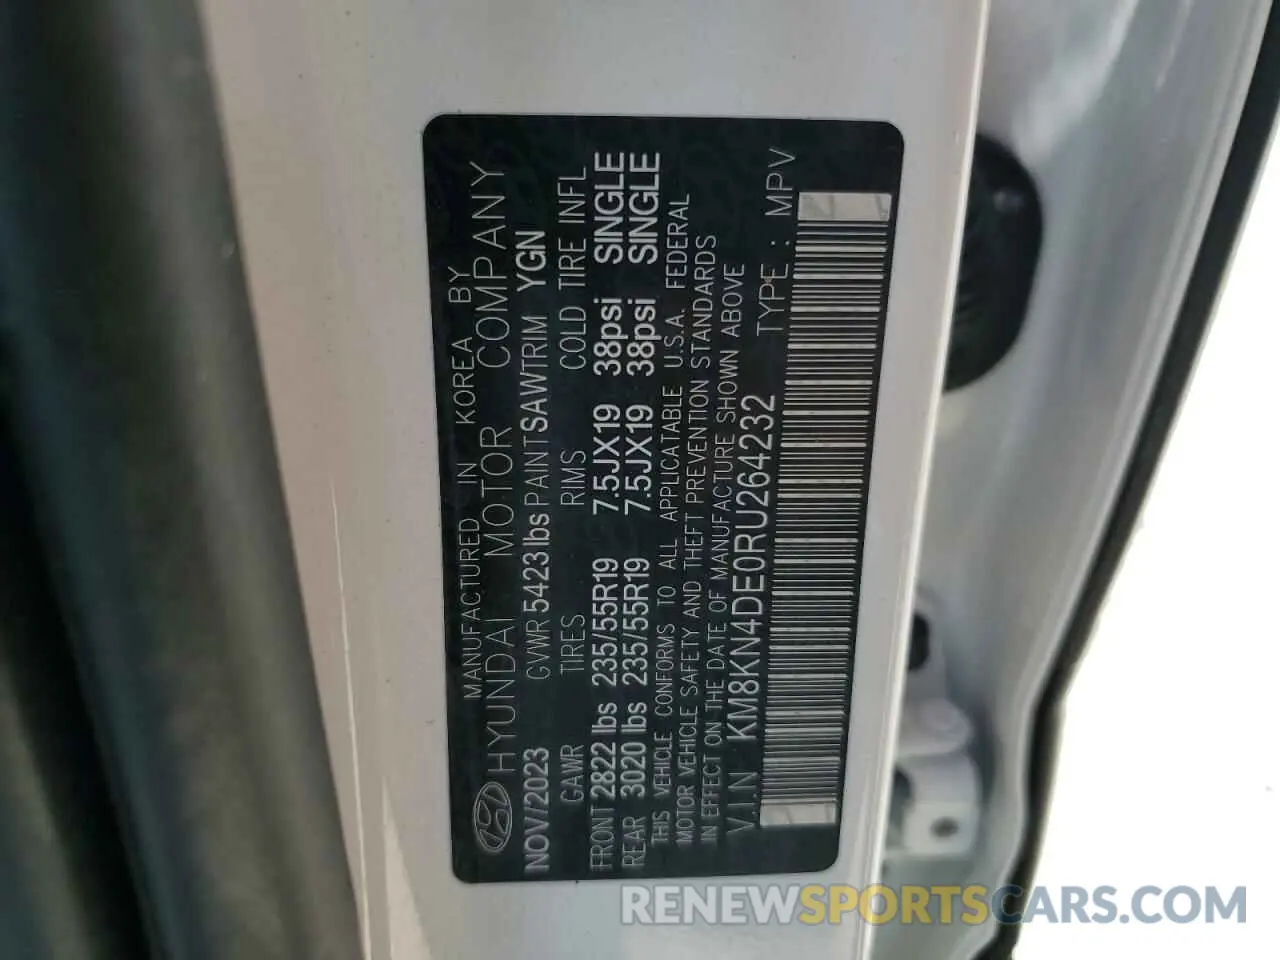 MANUFACTURED IN KOREA BY
HYUNDAI MOTOR COMPANY
NOV/2023 GVWR 5423 lbs PAINT SAW TRIM YGN
GAWR TIRES RIMS COLD TIRE INFL
FRONT 2822 lbs 235/55R19 7.5JX19 38psi SINGLE
REAR 3020 lbs 235/55R19 7.5JX19 38psi SINGLE
THIS VEHICLE CONFORMS TO ALL APPLICATABLE U.S.A. FEDERAL
MOTOR VEHICLE SAFETY AND THEFT PREVENTION STANDARDS
IN EFFECT ON THE DATE OF MANUFACTURE SHOWN ABOVE
V.I.N KM8KN4DE0RU264232 TYPE : MPV
RENEWSPORTSCARS.COM